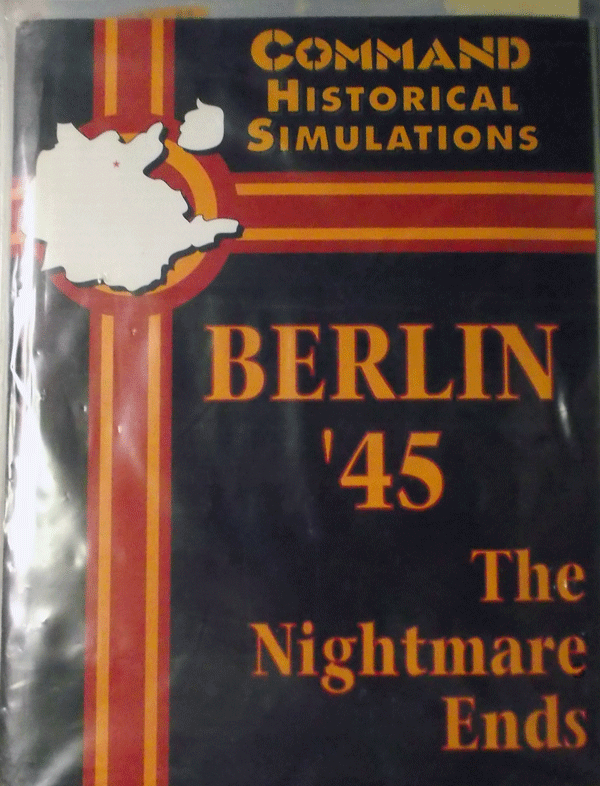 COMMAND
HISTORICAL
SIMULATIONS
BERLIN
'45
The
Nightmare
Ends